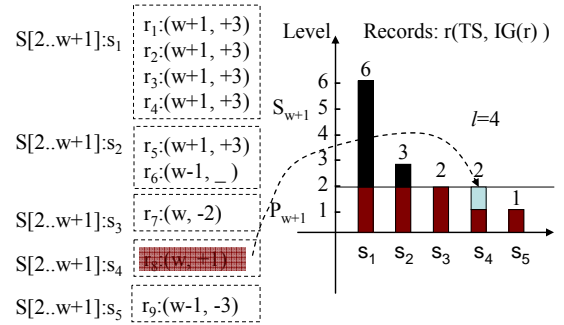 S[2..w+1]:s1
r1:(w+1, +3)
r2:(w+1, +3)
r3:(w+1, +3)
r4:(w+1, +3)
S[2..w+1]:s2
r5:(w+1, +3)
r6:(w-1, _ )
S[2..w+1]:s3
r7:(w, -2)
S[2..w+1]:s4
r8:(w, +1)
S[2..w+1]:s5
r9:(w-1, -3)
Level
Records: r(TS, IG(r) )
Sw+1
Pw+1
6
5
4
3
2
1
6
3
2
2
1
l=4
s1
s2
s3
s4
s5